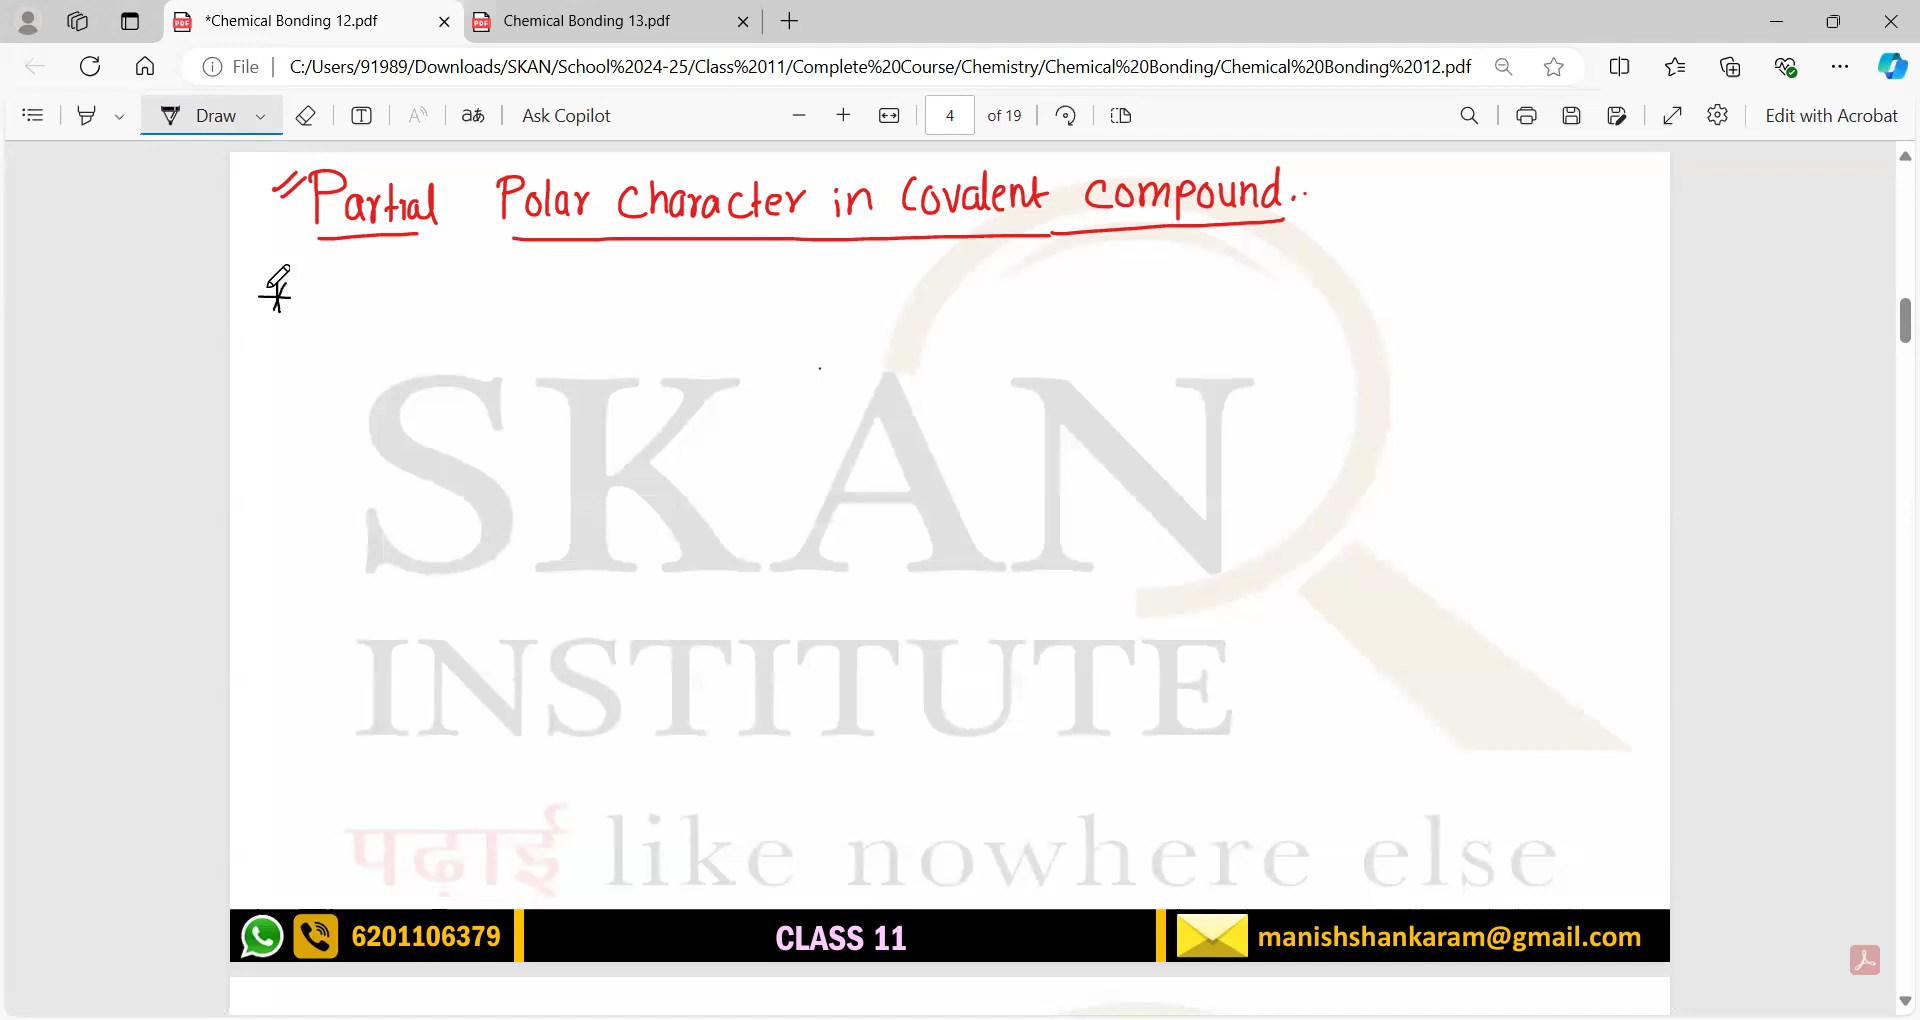 *Chemical Bonding 12.pdf
Chemical Bonding 13.pdf
File
C:/Users/91989/Downloads/SKAN/School%2024-25/Class%2011/Complete%20Course/Chemistry/Chemical%20Bonding/Chemical%20Bonding%2012.pdf
Draw
aあ
Ask Copilot
4 of 19
Edit with Acrobat
Partial Polar character in Covalent compound..
SKAN
INSTITUTE
पढ़ाई like nowhere else
6201106379
CLASS 11
manishshankaram@gmail.com